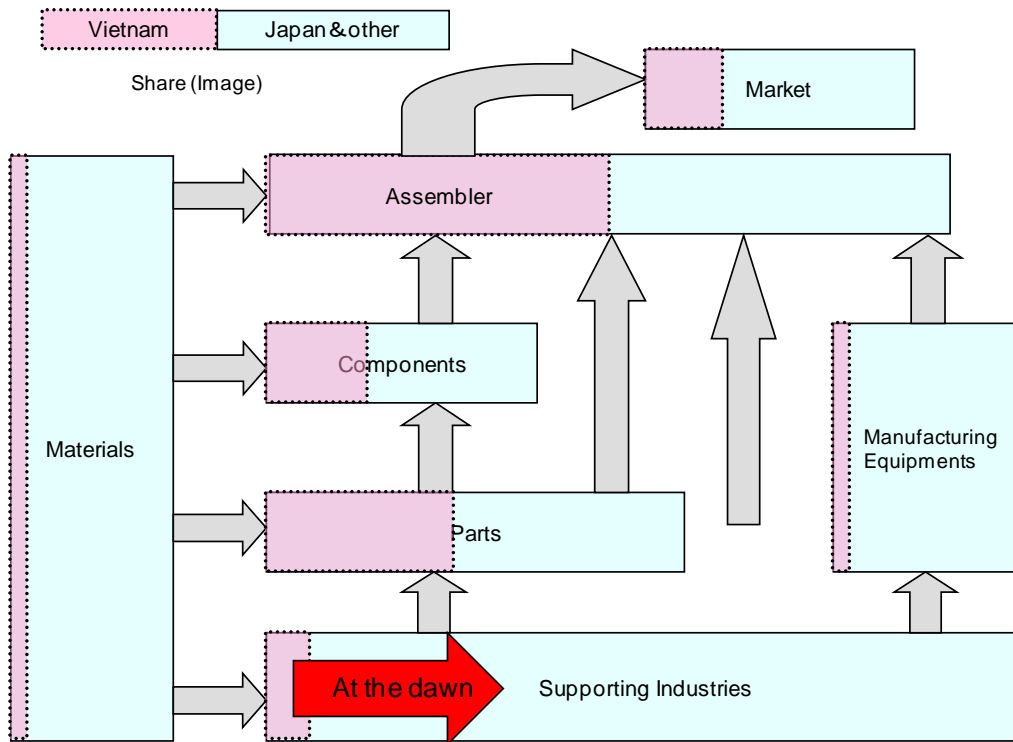 Vietnam
Japan&other
Share (Image)
Market
Assembler
Components
Materials
Manufacturing
Equipments
Parts
At the dawn
Supporting Industries